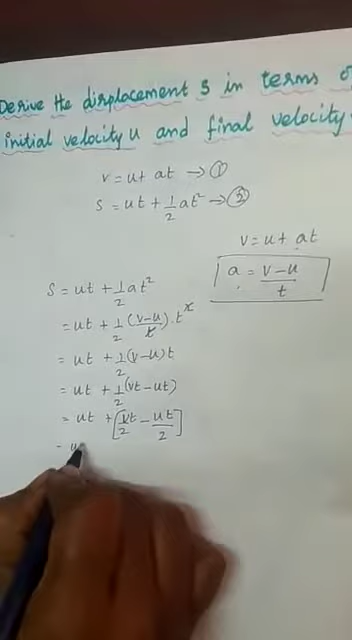 Derive the displacement s in terms of
initial velocity u and final velocity
v = u + at → ①
s = ut + 1/2 at² → ②
v = u + at
a = v-u/t
s = ut + 1/2 at²
= ut + 1/2 (v-u)/t . t²
= ut + 1/2 (v-u)t
= ut + 1/2 (vt - ut)
= ut + [vt/2 - ut/2]
= u